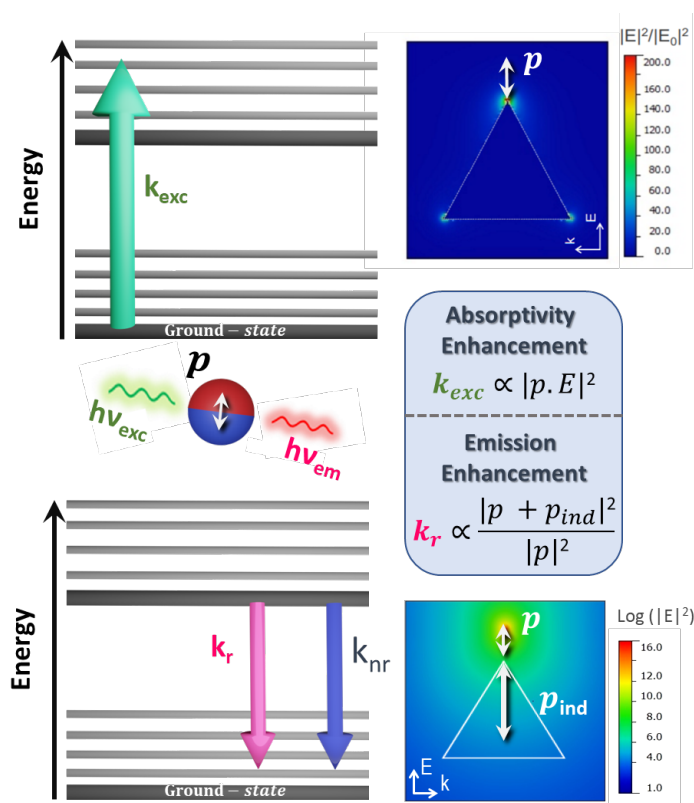 Energy
k_exc
Ground − state
|E|²/|E₀|²
200.0
180.0
160.0
140.0
120.0
100.0
80.0
60.0
40.0
20.0
0.0
p
E
k
p
hν_exc
hν_em
Absorptivity
Enhancement
k_exc ∝ |p. E|²
Emission
Enhancement
k_r ∝ |p + p_ind|² / |p|²
Energy
k_r
k_nr
Ground − state
Log (|E|²)
16.0
14.0
12.0
10.0
8.0
6.0
4.0
1.0
p
p_ind
E
k